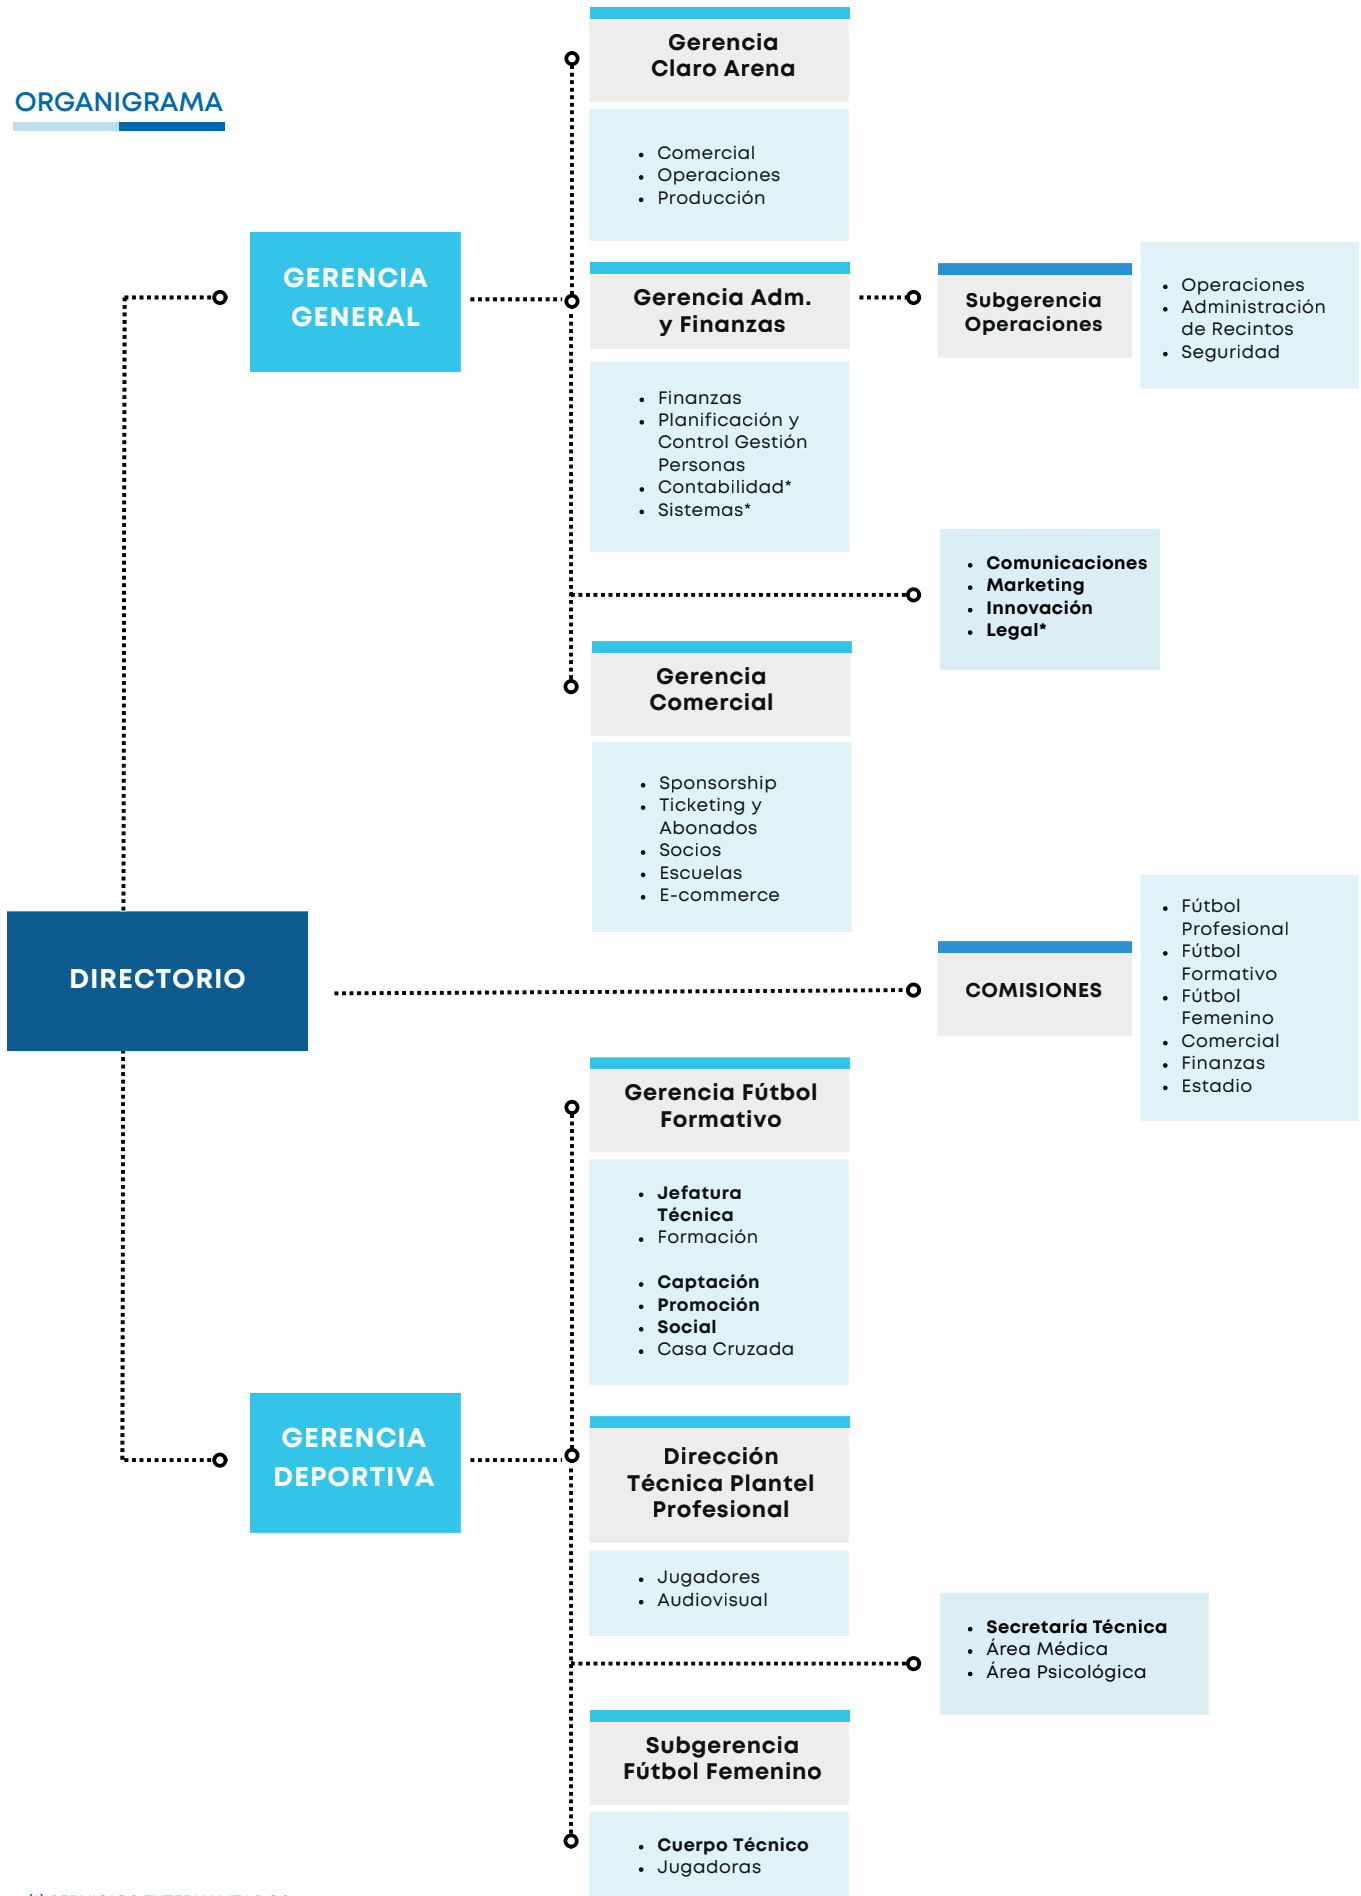 ORGANIGRAMA
Gerencia
Claro Arena
• Comercial
• Operaciones
• Producción
GERENCIA
GENERAL
Gerencia Adm.
y Finanzas
• Finanzas
• Planificación y
Control Gestión
Personas
• Contabilidad*
• Sistemas*
Subgerencia
Operaciones
• Operaciones
• Administración
de Recintos
• Seguridad
• Comunicaciones
• Marketing
• Innovación
• Legal*
Gerencia
Comercial
• Sponsorship
• Ticketing y
Abonados
• Socios
• Escuelas
• E-commerce
DIRECTORIO
COMISIONES
• Fútbol
Profesional
• Fútbol
Formativo
• Fútbol
Femenino
• Comercial
• Finanzas
• Estadio
Gerencia Fútbol
Formativo
• Jefatura
Técnica
• Formación
• Captación
• Promoción
• Social
• Casa Cruzada
GERENCIA
DEPORTIVA
Dirección
Técnica Plantel
Profesional
• Jugadores
• Audiovisual
• Secretaría Técnica
• Área Médica
• Área Psicológica
Subgerencia
Fútbol Femenino
• Cuerpo Técnico
• Jugadoras
(*) SERVICIOS EXTERNALIZADOS